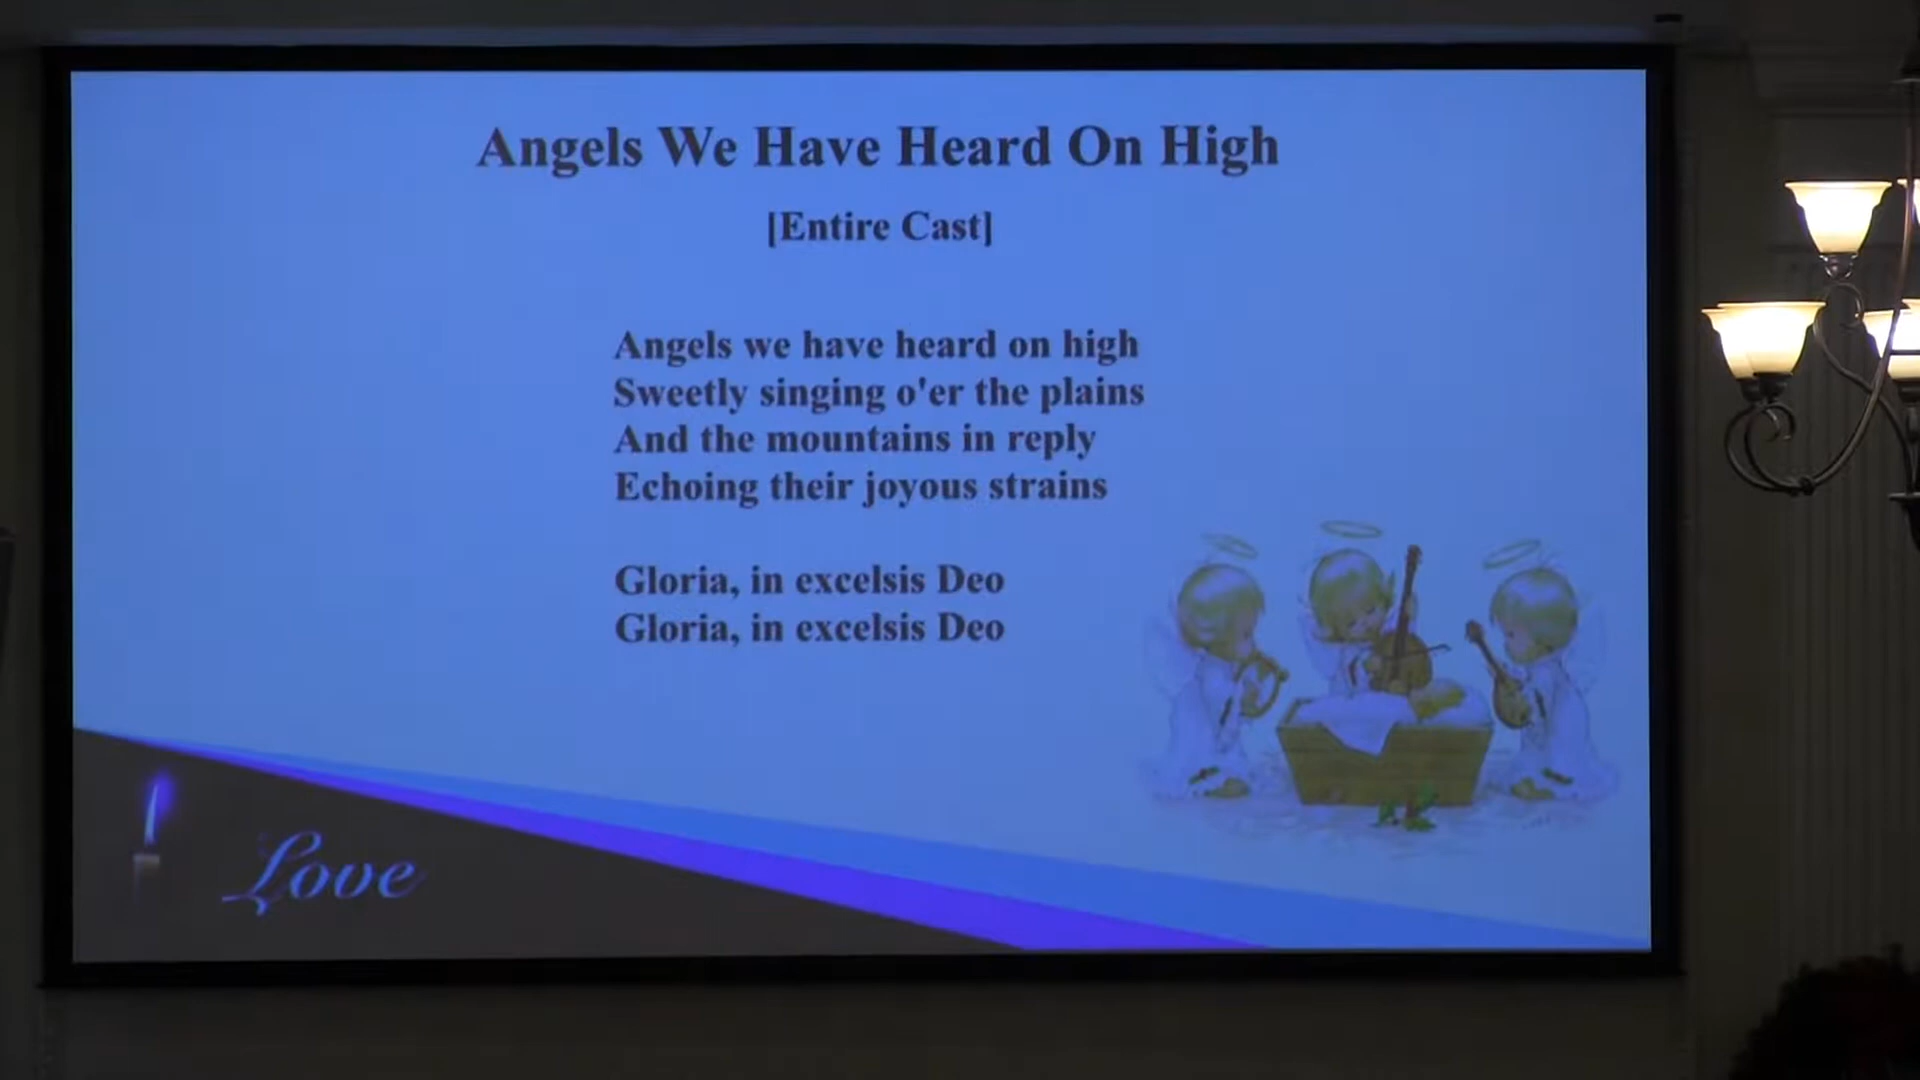 Angels We Have Heard On High
[Entire Cast]
Angels we have heard on high
Sweetly singing o'er the plains
And the mountains in reply
Echoing their joyous strains
Gloria, in excelsis Deo
Gloria, in excelsis Deo
Love